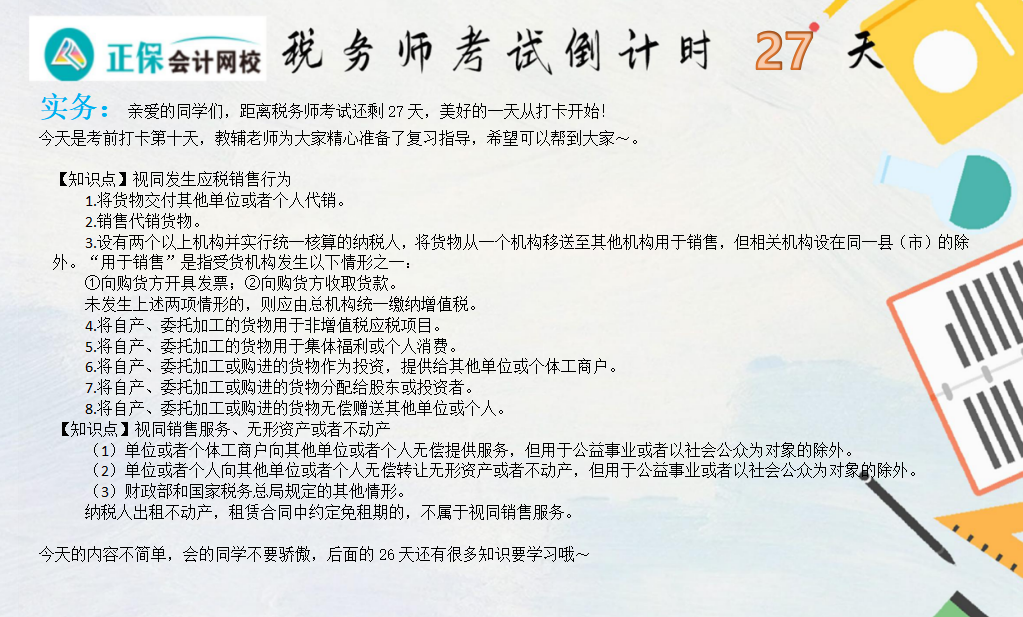 正保会计网校 税务师考试倒计时 27 天
实务：亲爱的同学们，距离税务师考试还剩 27 天，美好的一天从打卡开始！
今天是考前打卡第十天，教辅老师为大家精心准备了复习指导，希望可以帮到大家～。
【知识点】视同发生应税销售行为
1.将货物交付其他单位或者个人代销。
2.销售代销货物。
3.设有两个以上机构并实行统一核算的纳税人，将货物从一个机构移送至其他机构用于销售，但相关机构设在同一县（市）的除
外。“用于销售”是指受货机构发生以下情形之一：
①向购货方开具发票；②向购货方收取货款。
未发生上述两项情形的，则应由总机构统一缴纳增值税。
4.将自产、委托加工的货物用于非增值税应税项目。
5.将自产、委托加工的货物用于集体福利或个人消费。
6.将自产、委托加工或购进的货物作为投资，提供给其他单位或个体工商户。
7.将自产、委托加工或购进的货物分配给股东或投资者。
8.将自产、委托加工或购进的货物无偿赠送其他单位或个人。
【知识点】视同销售服务、无形资产或者不动产
（1）单位或者个体工商户向其他单位或者个人无偿提供服务，但用于公益事业或者以社会公众为对象的除外。
（2）单位或者个人向其他单位或者个人无偿转让无形资产或者不动产，但用于公益事业或者以社会公众为对象的除外。
（3）财政部和国家税务总局规定的其他情形。
纳税人出租不动产，租赁合同中约定免租期的，不属于视同销售服务。
今天的内容不简单，会的同学不要骄傲，后面的 26 天还有很多知识要学习哦～